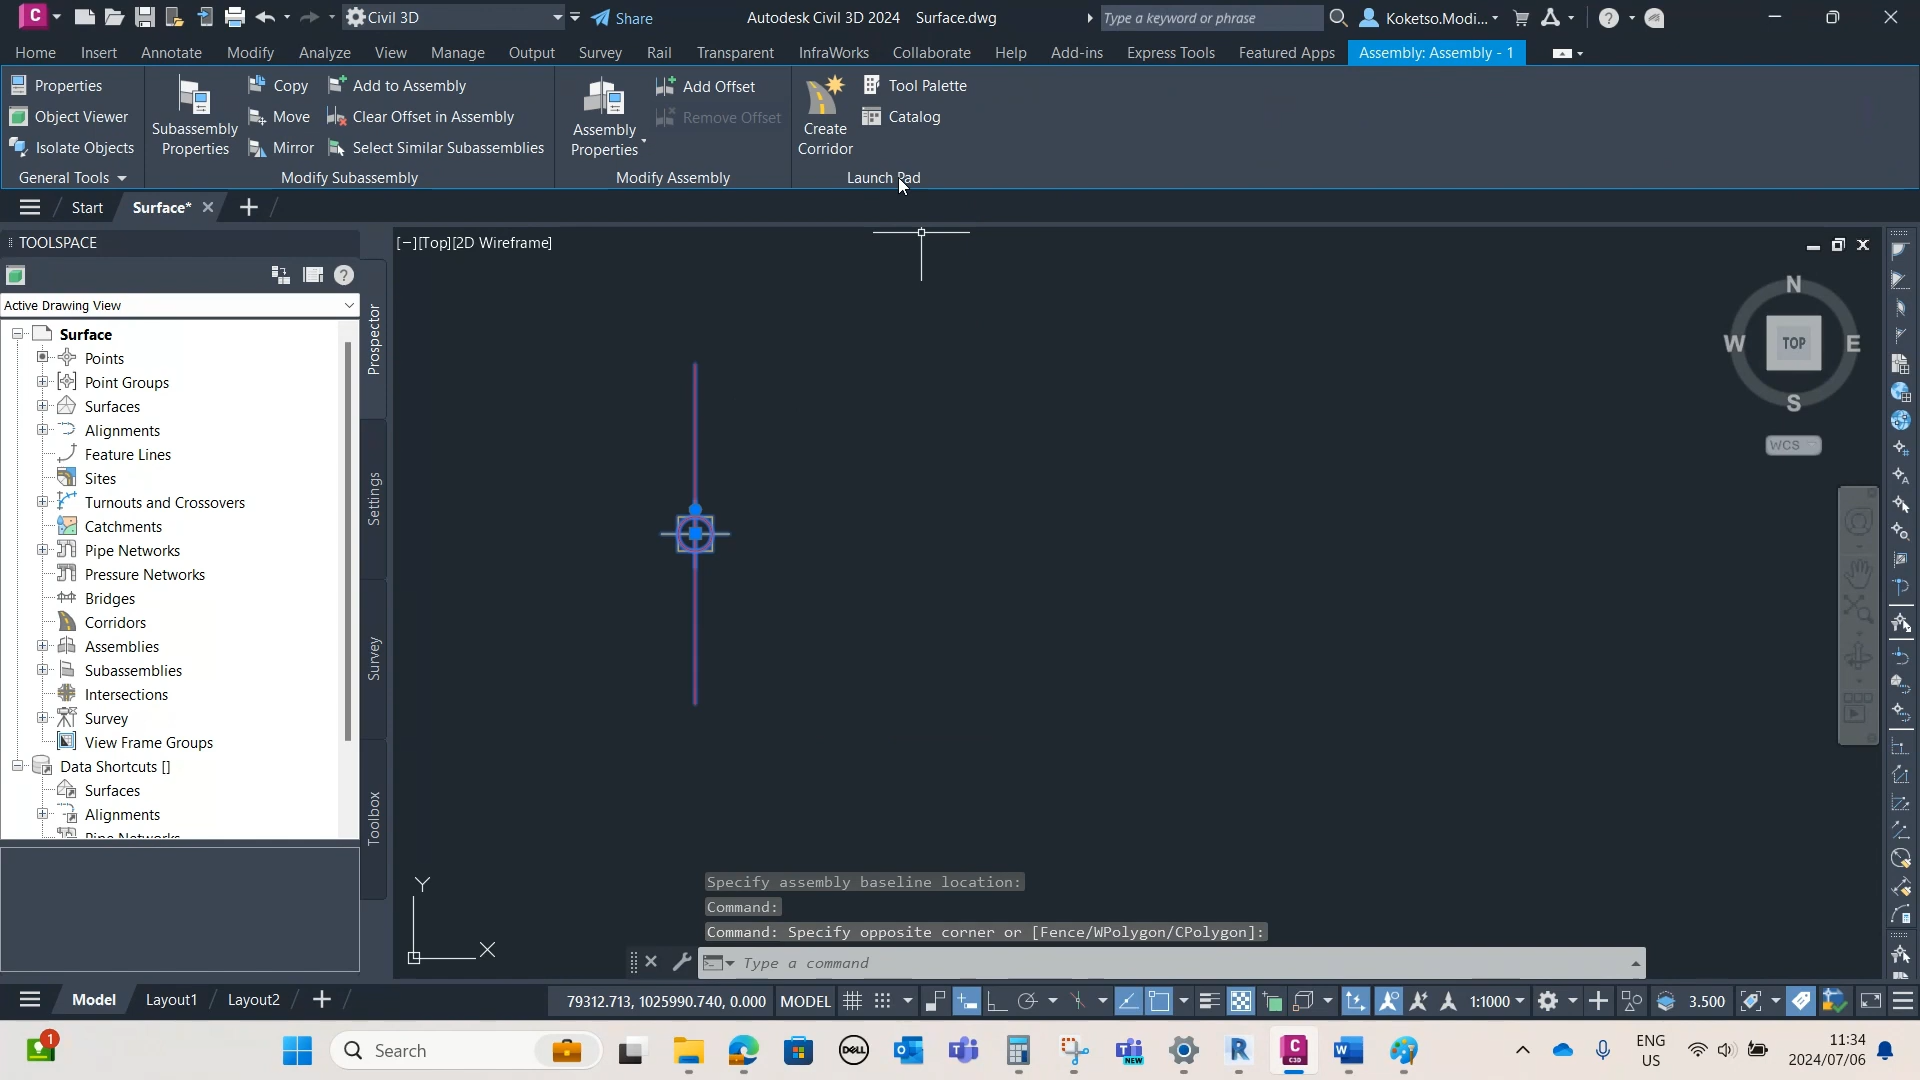 Civil 3D
Share
Autodesk Civil 3D 2024 Surface.dwg
Type a keyword or phrase
Koketso.Modi...
Home Insert Annotate Modify Analyze View Manage Output Survey Rail Transparent InfraWorks Collaborate Help Add-ins Express Tools Featured Apps Assembly: Assembly - 1
Properties
Object Viewer
Isolate Objects
General Tools
Subassembly
Properties
Copy
Move
Mirror
Add to Assembly
Clear Offset in Assembly
Select Similar Subassemblies
Modify Subassembly
Assembly
Properties
Add Offset
Remove Offset
Modify Assembly
Create
Corridor
Tool Palette
Catalog
Launch Pad
Start Surface*
TOOLSPACE
Active Drawing View
Surface
Points
Point Groups
Surfaces
Alignments
Feature Lines
Sites
Turnouts and Crossovers
Catchments
Pipe Networks
Pressure Networks
Bridges
Corridors
Assemblies
Subassemblies
Intersections
Survey
View Frame Groups
Data Shortcuts []
Surfaces
Alignments
Pipe Networks
Prospector
Settings
Survey
Toolbox
[−][Top][2D Wireframe]
N
W TOP E
S
WCS
Y
X
Specify assembly baseline location:
Command:
Command: Specify opposite corner or [Fence/WPolygon/CPolygon]:
Type a command
Model Layout1 Layout2
79312.713, 1025990.740, 0.000 MODEL
1:1000
3.500
1
Search
DELL
NEW
C3D
ENG
US
11:34
2024/07/06